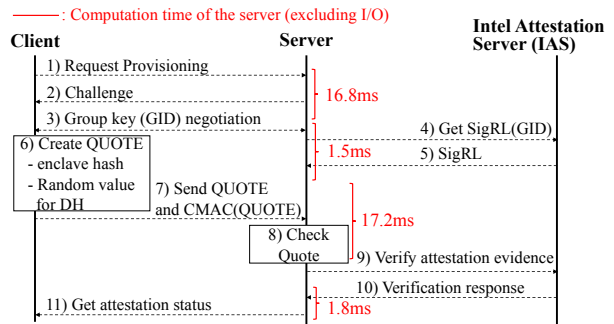 : Computation time of the server (excluding I/O)
Client
Server
Intel Attestation
Server (IAS)
1) Request Provisioning
2) Challenge
16.8ms
3) Group key (GID) negotiation
4) Get SigRL(GID)
1.5ms
5) SigRL
6) Create QUOTE
- enclave hash
- Random value
for DH
7) Send QUOTE
and CMAC(QUOTE)
17.2ms
8) Check
Quote
9) Verify attestation evidence
10) Verification response
11) Get attestation status
1.8ms